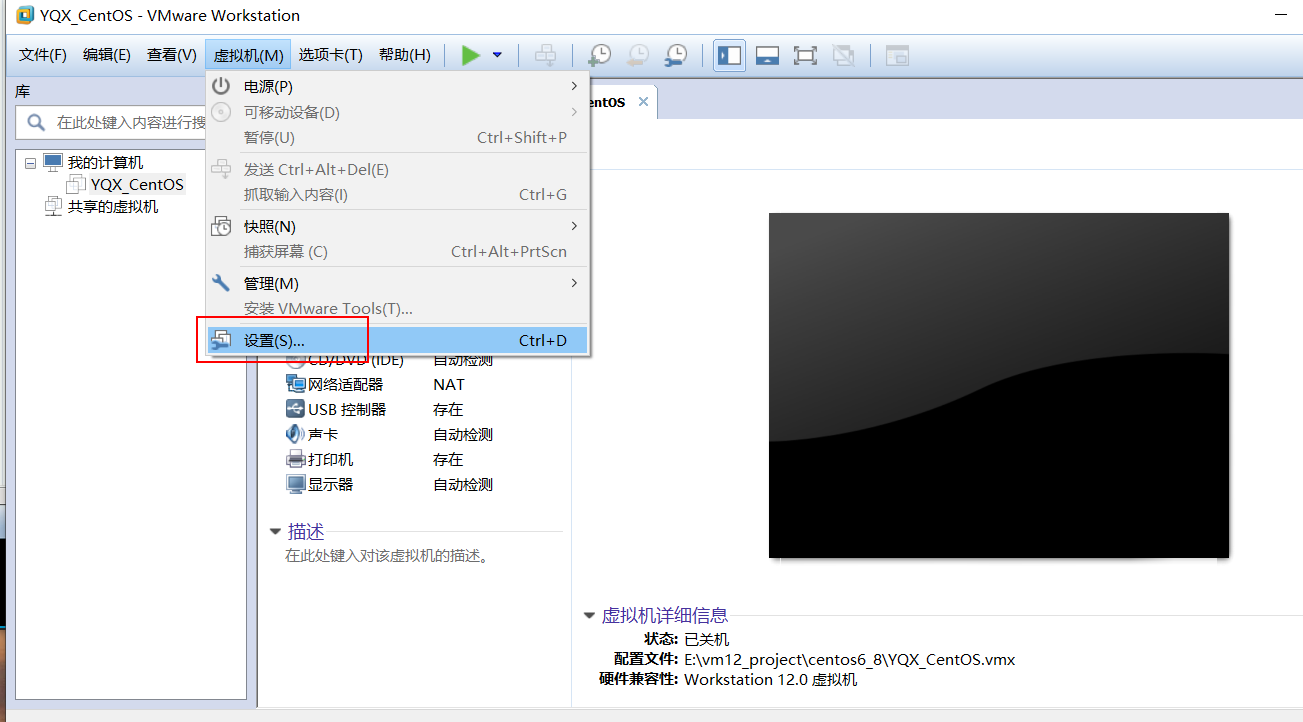 YQX_CentOS - VMware Workstation
文件(F) 编辑(E) 查看(V) 虚拟机(M) 选项卡(T) 帮助(H)
库
在此处键入内容进行搜
我的计算机
YQX_CentOS
共享的虚拟机
电源(P)
可移动设备(D)
暂停(U) Ctrl+Shift+P
发送 Ctrl+Alt+Del(E)
抓取输入内容(I) Ctrl+G
快照(N)
捕获屏幕 (C) Ctrl+Alt+PrtScn
管理(M)
安装 VMware Tools(T)...
设置(S)... Ctrl+D
entOS
CD/DVD (IDE) 自动检测
网络适配器 NAT
USB 控制器 存在
声卡 自动检测
打印机 存在
显示器 自动检测
描述
在此处键入对该虚拟机的描述。
虚拟机详细信息
状态: 已关机
配置文件: E:\vm12_project\centos6_8\YQX_CentOS.vmx
硬件兼容性: Workstation 12.0 虚拟机